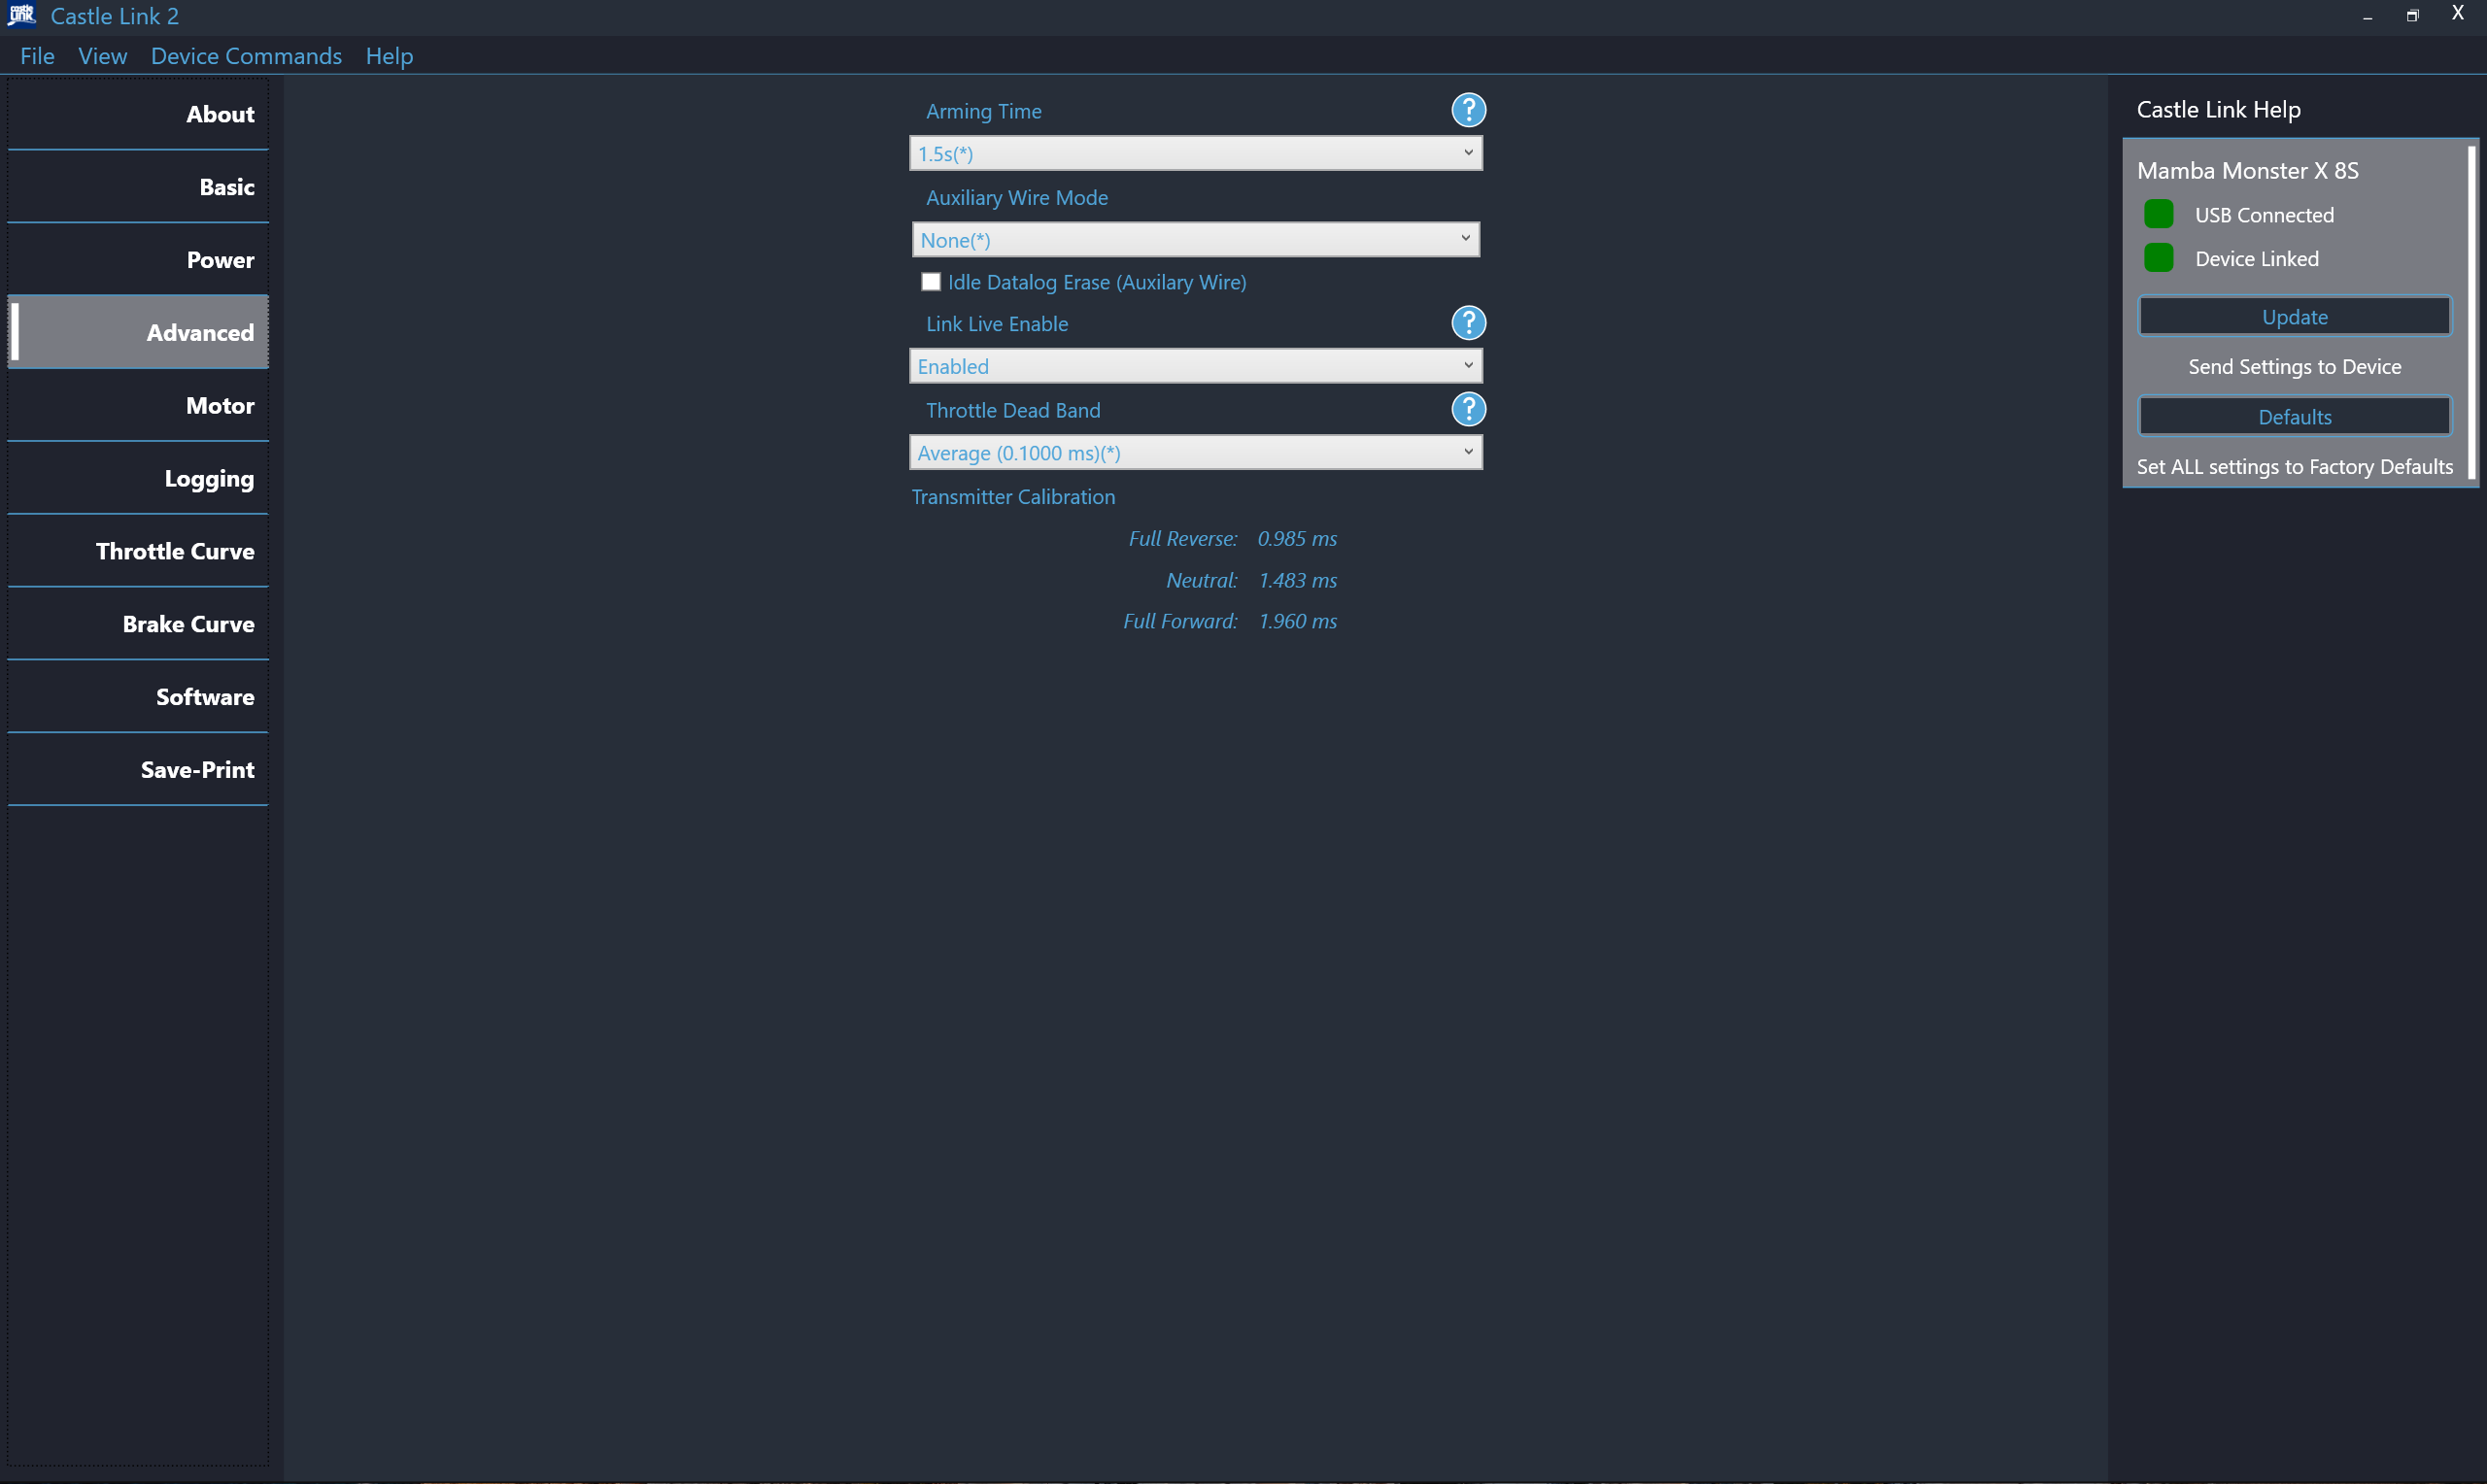 Castle Link 2
X
File View Device Commands Help
About
Basic
Power
Advanced
Motor
Logging
Throttle Curve
Brake Curve
Software
Save-Print
Arming Time ?
1.5s(*)
Auxiliary Wire Mode
None(*)
Idle Datalog Erase (Auxilary Wire)
Link Live Enable ?
Enabled
Throttle Dead Band ?
Average (0.1000 ms)(*)
Transmitter Calibration
Full Reverse: 0.985 ms
Neutral: 1.483 ms
Full Forward: 1.960 ms
Castle Link Help
Mamba Monster X 8S
USB Connected
Device Linked
Update
Send Settings to Device
Defaults
Set ALL settings to Factory Defaults